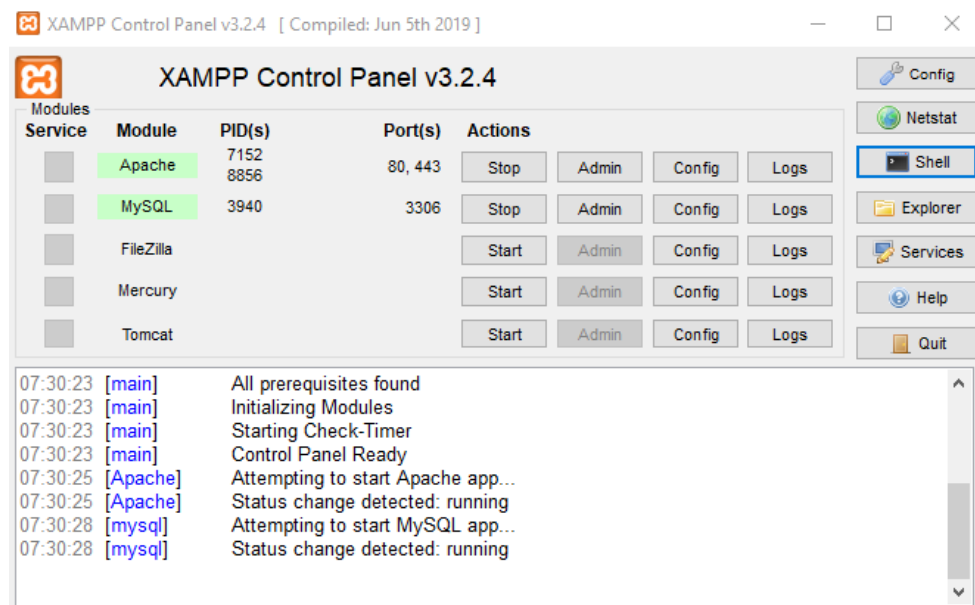 XAMPP Control Panel v3.2.4 [ Compiled: Jun 5th 2019 ]
XAMPP Control Panel v3.2.4
Config
Modules
Service Module PID(s) Port(s) Actions
Netstat
Apache 7152 80, 443 Stop Admin Config Logs
8856
Shell
MySQL 3940 3306 Stop Admin Config Logs
Explorer
FileZilla Start Admin Config Logs
Services
Mercury Start Admin Config Logs
Help
Tomcat Start Admin Config Logs
Quit
07:30:23 [main] All prerequisites found
07:30:23 [main] Initializing Modules
07:30:23 [main] Starting Check-Timer
07:30:23 [main] Control Panel Ready
07:30:25 [Apache] Attempting to start Apache app...
07:30:25 [Apache] Status change detected: running
07:30:28 [mysql] Attempting to start MySQL app...
07:30:28 [mysql] Status change detected: running